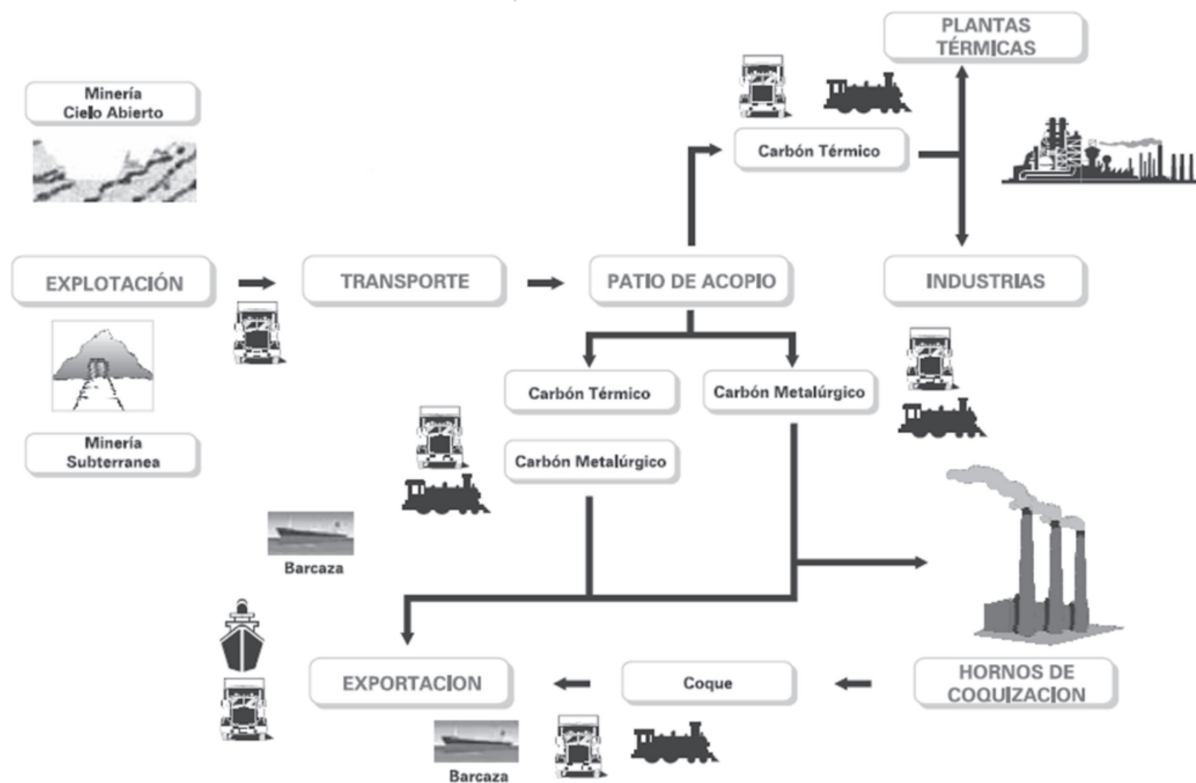 PLANTAS
TÉRMICAS
Minería
Cielo Abierto
Carbón Térmico
EXPLOTACIÓN
TRANSPORTE
PATIO DE ACOPIO
INDUSTRIAS
Carbón Térmico
Carbón Metalúrgico
Minería
Subterranea
Carbón Metalúrgico
Barcaza
EXPORTACION
Coque
HORNOS DE
COQUIZACION
Barcaza